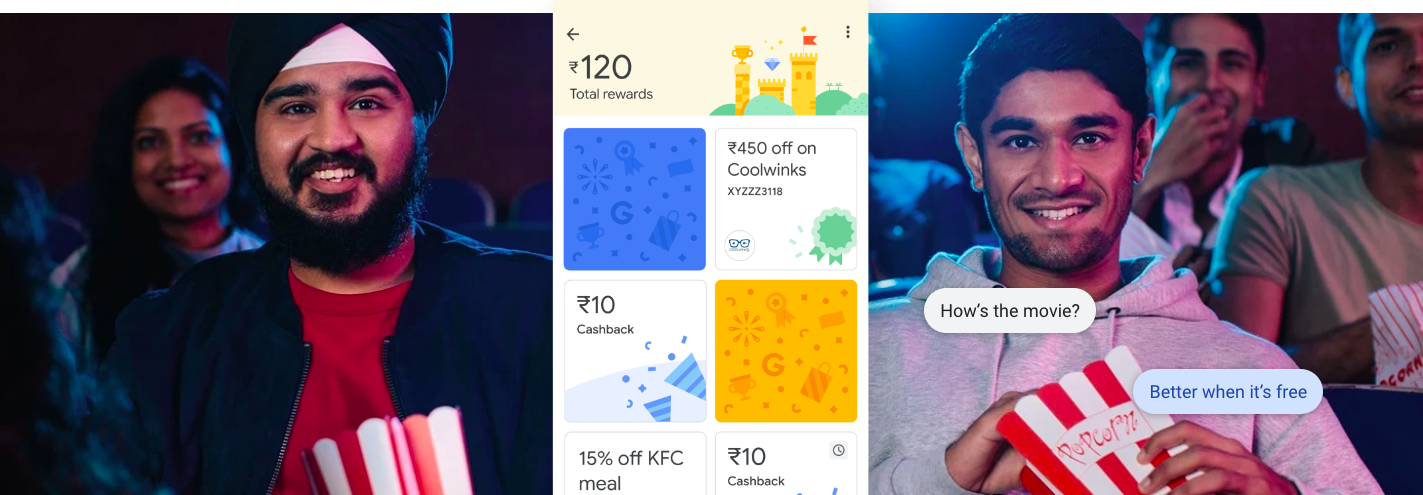 ₹120
Total rewards
₹450 off on
Coolwinks
XYZZZ3118
G
₹10
Cashback
G
15% off KFC
meal
₹10
Cashback
How's the movie?
Better when it's free
POPCORN